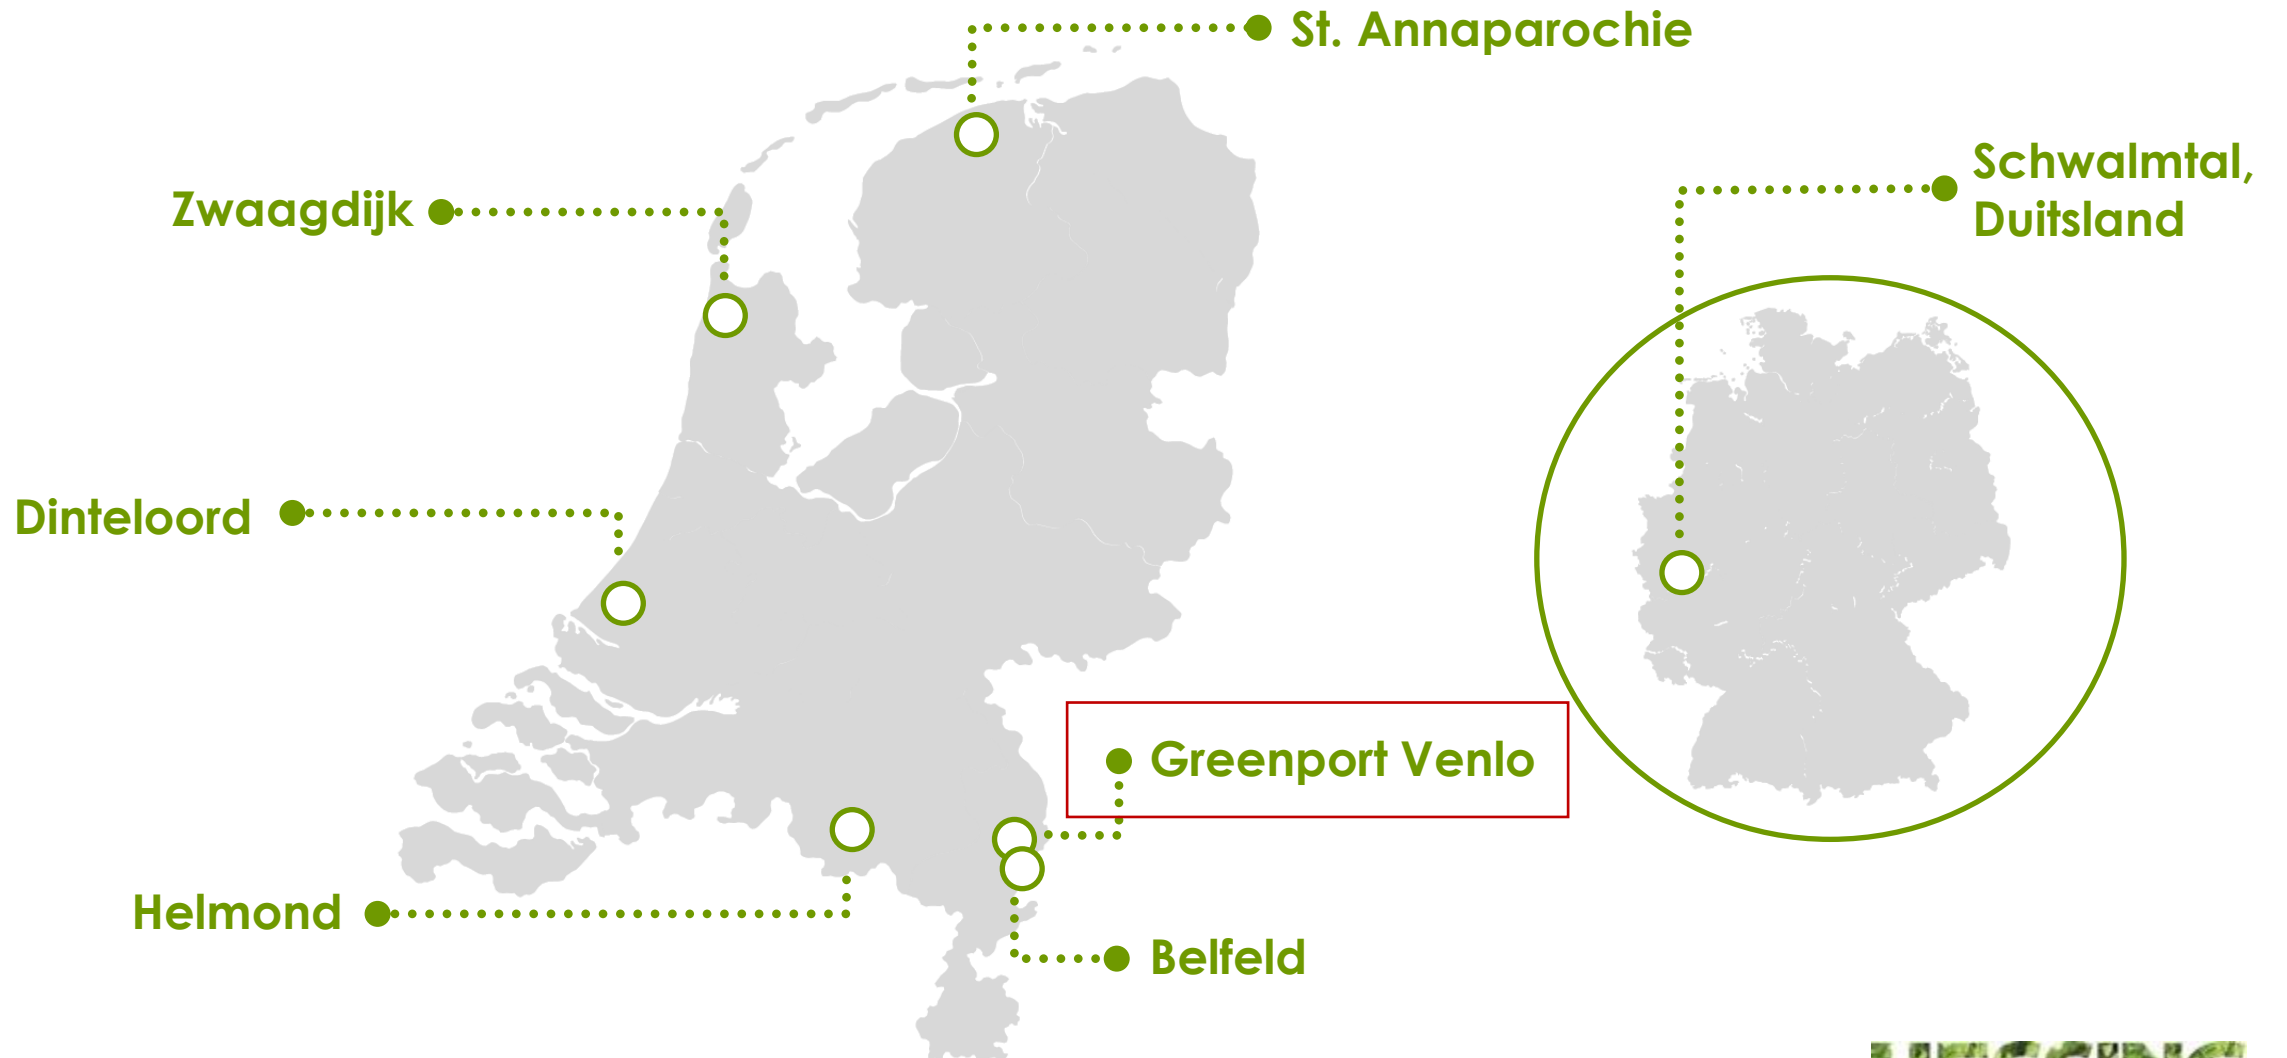 St. Annaparochie
Schwalmtal,
Duitsland
Zwaagdijk
Dinteloord
Greenport Venlo
Helmond
Belfeld